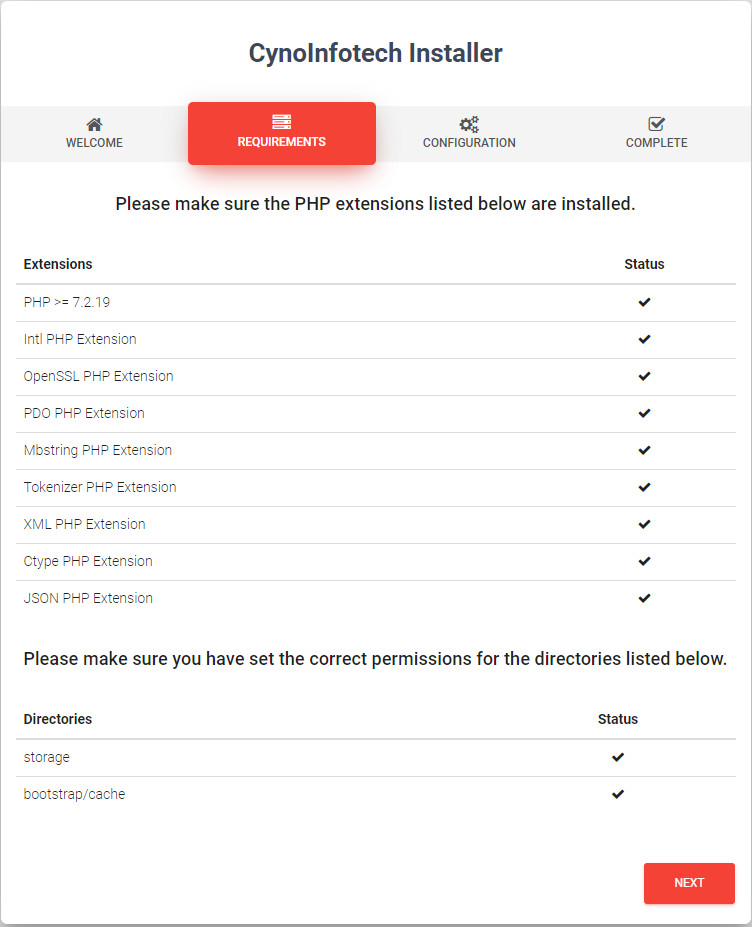 CynoInfotech Installer
WELCOME
REQUIREMENTS
CONFIGURATION
COMPLETE
Please make sure the PHP extensions listed below are installed.
Extensions Status
PHP >= 7.2.19
Intl PHP Extension
OpenSSL PHP Extension
PDO PHP Extension
Mbstring PHP Extension
Tokenizer PHP Extension
XML PHP Extension
Ctype PHP Extension
JSON PHP Extension
Please make sure you have set the correct permissions for the directories listed below.
Directories Status
storage
bootstrap/cache
NEXT